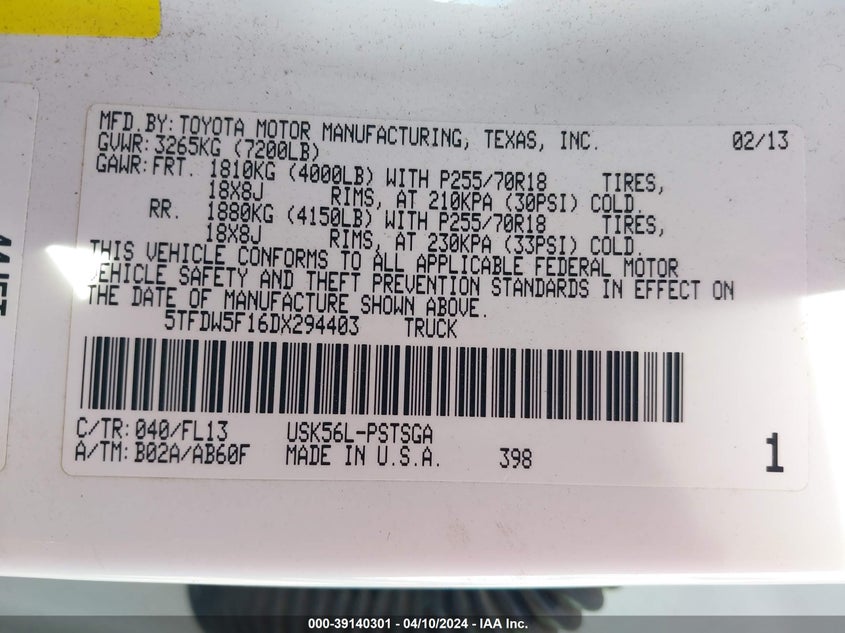 MFD.BY:TOYOTA MOTOR MANUFACTURING, TEXAS, INC. 02/13
GVWR:3265KG (7200LB)
GAWR:FRT. 1810KG (4000LB) WITH P255/70R18 TIRES,
18X8J RIMS, AT 210KPA (30PSI) COLD.
RR. 1880KG (4150LB) WITH P255/70R18 TIRES,
18X8J RIMS, AT 230KPA (33PSI) COLD.
THIS VEHICLE CONFORMS TO ALL APPLICABLE FEDERAL MOTOR
VEHICLE SAFETY AND THEFT PREVENTION STANDARDS IN EFFECT ON
THE DATE OF MANUFACTURE SHOWN ABOVE.
5TFDW5F16DX294403 TRUCK
C/TR:040/FL13 USK56L-PSTSGA
A/TM:B02A/AB60F MADE IN U.S.A. 398 1
000-39140301 - 04/10/2024 - IAA Inc.